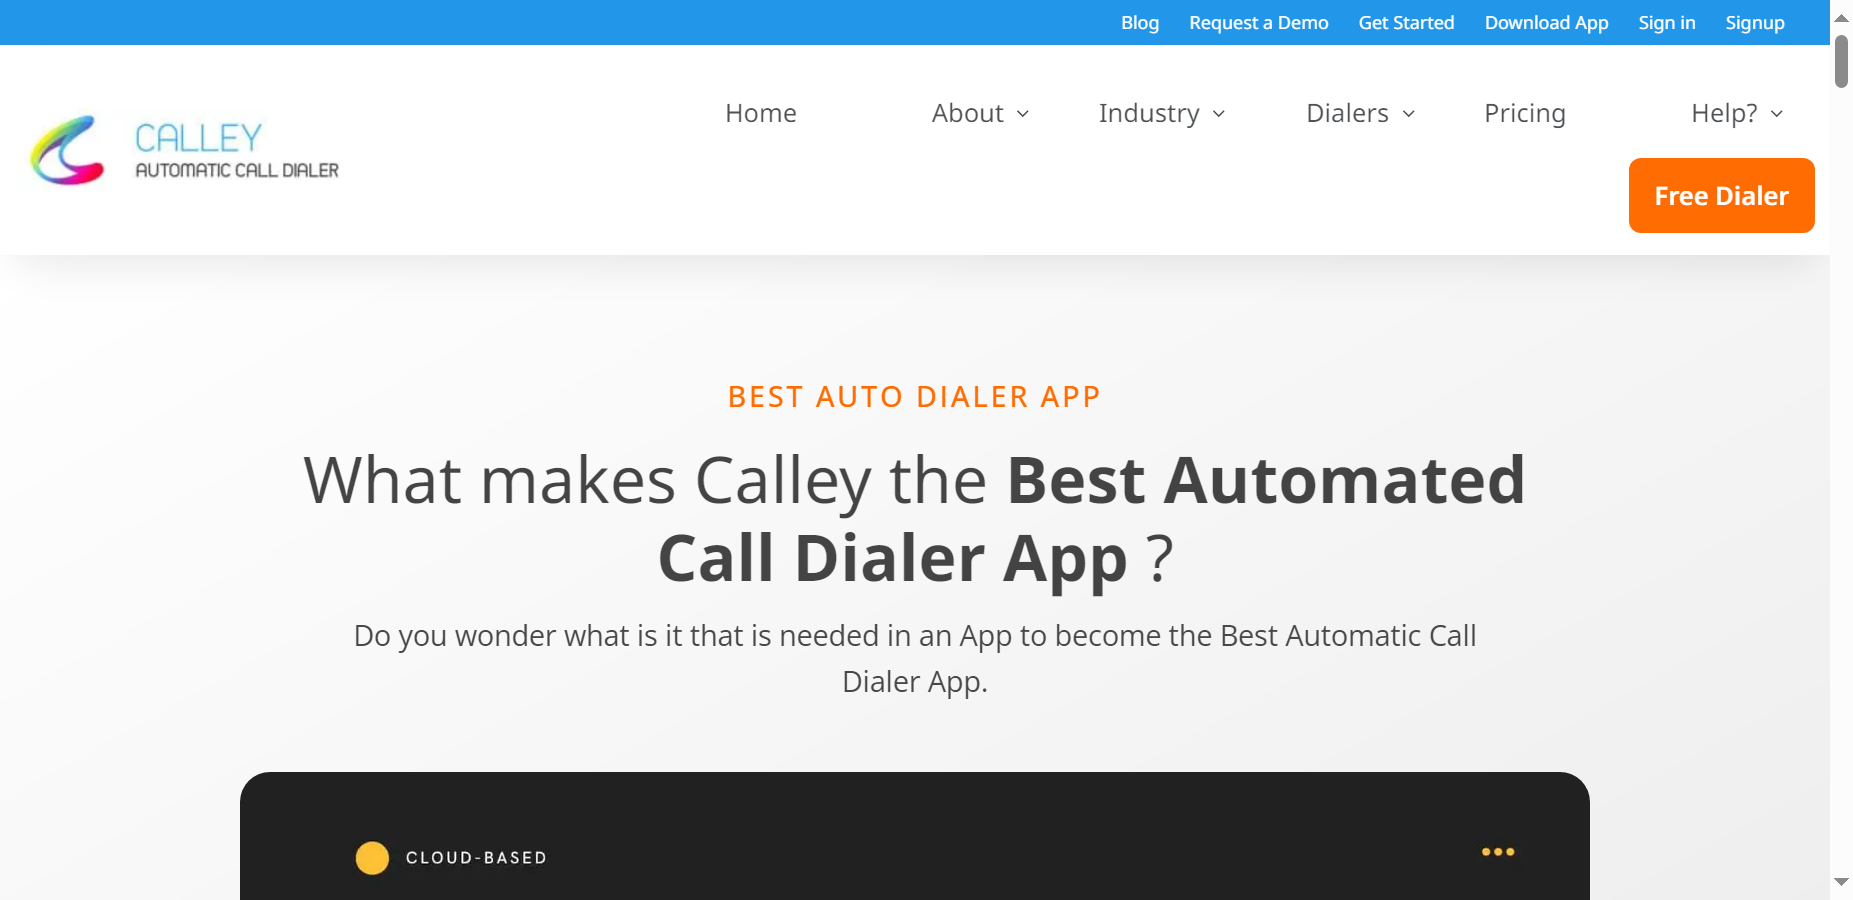 Blog Request a Demo Get Started Download App Sign in Signup
CALLEY
AUTOMATIC CALL DIALER
Home About Industry Dialers Pricing Help?
Free Dialer
BEST AUTO DIALER APP
What makes Calley the Best Automated
Call Dialer App ?
Do you wonder what is it that is needed in an App to become the Best Automatic Call
Dialer App.
CLOUD-BASED